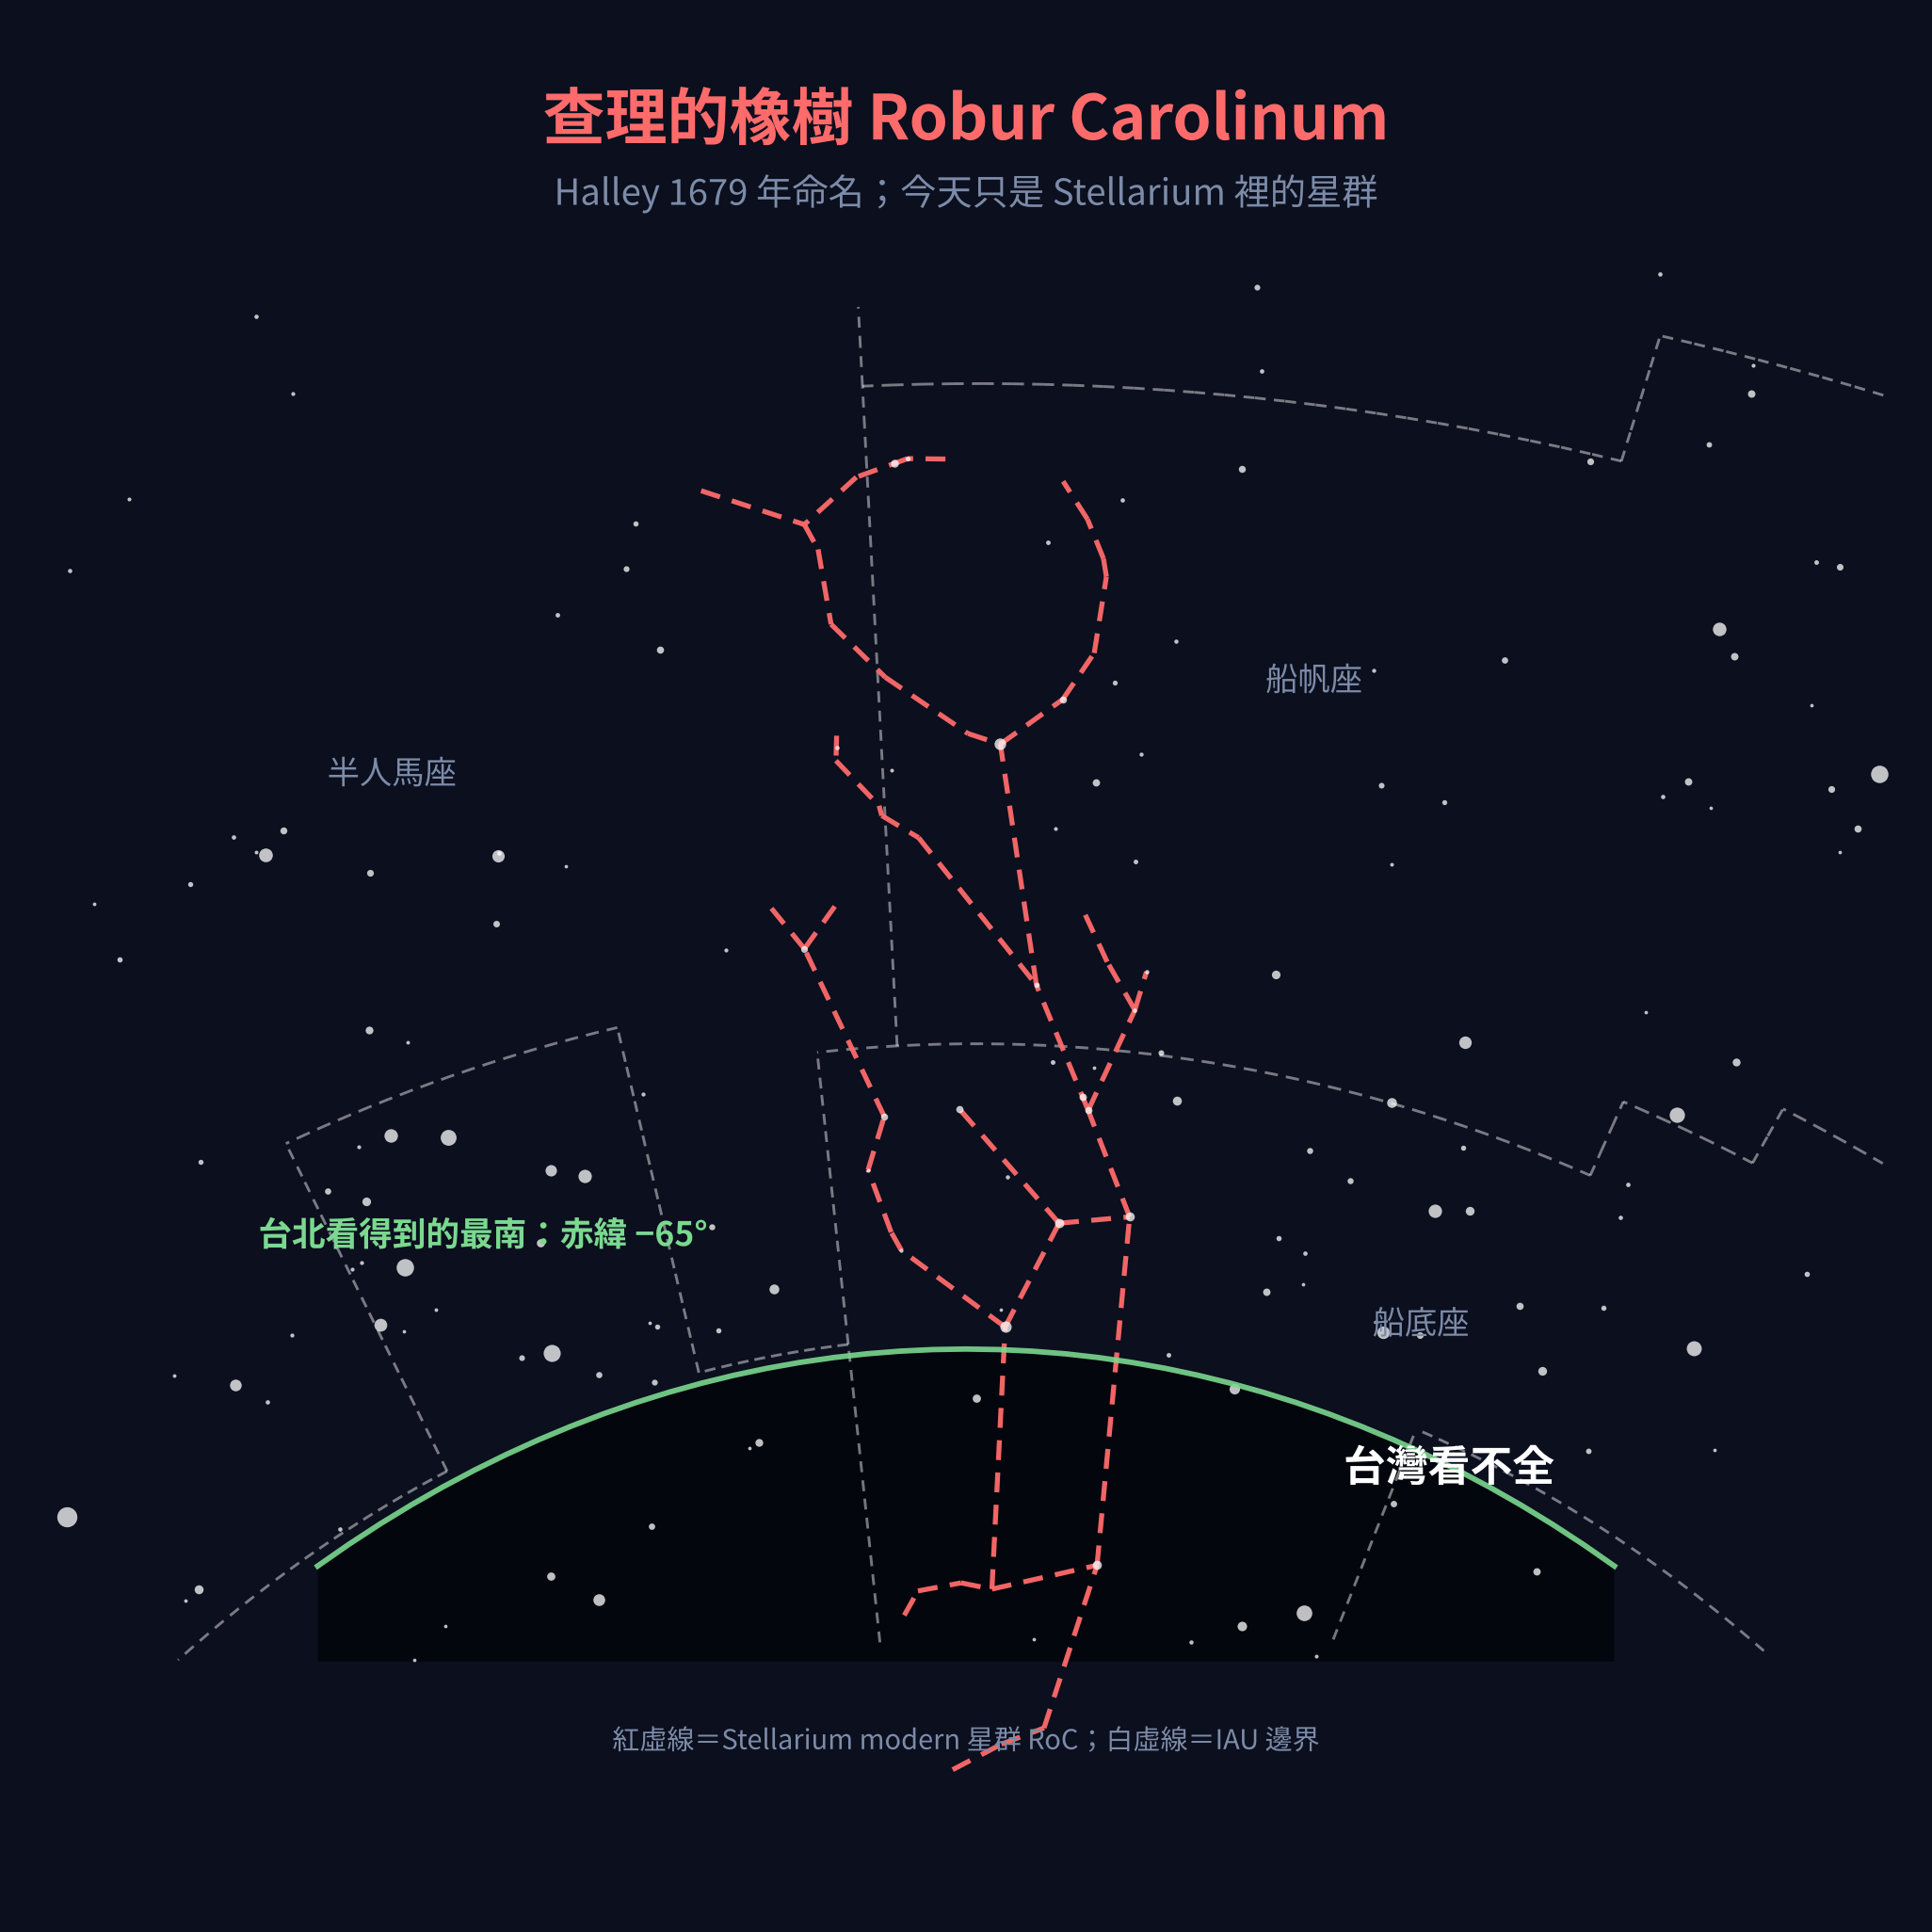 查理的橡樹 Robur Carolinum
Halley 1679 年命名；今天只是 Stellarium 裡的星群
船帆座
半人馬座
台北看得到的最南：赤緯 −65°
船底座
台灣看不全
紅虛線＝Stellarium modern 星群 RoC；白虛線＝IAU 邊界